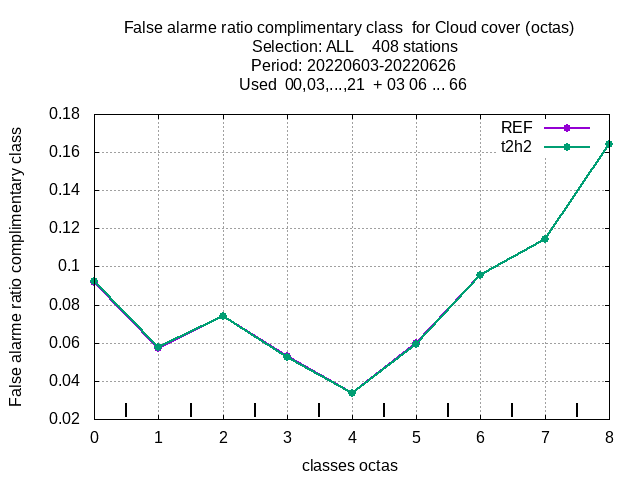 False alarme ratio complimentary class  for Cloud cover (octas)
Selection: ALL    408 stations
Period: 20220603-20220626
Used  00,03,...,21  + 03 06 ... 66
False alarme ratio complimentary class
0.18
0.16
0.14
0.12
0.1
0.08
0.06
0.04
0.02
REF
t2h2
0 1 2 3 4 5 6 7 8
classes octas